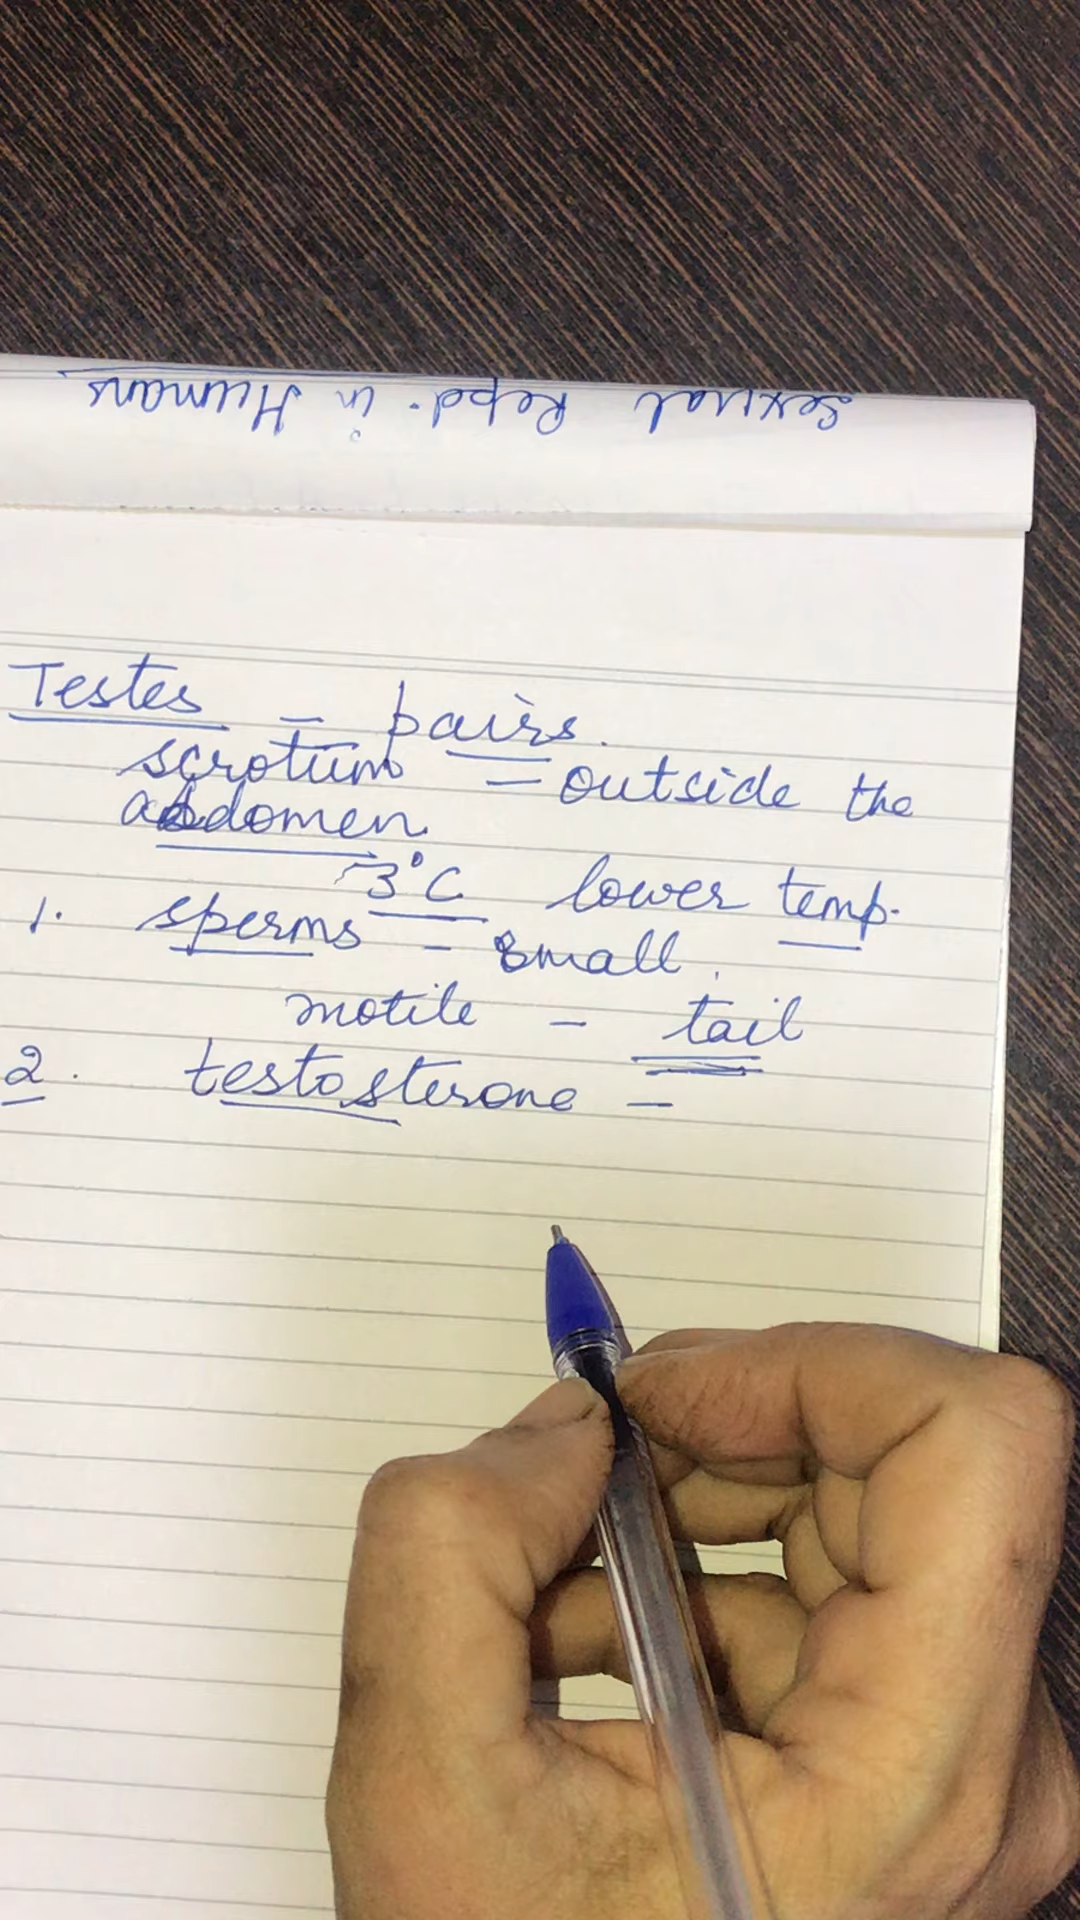 Sexual Repd. in Humans
Testes - pairs.
scrotum = outside the
abdomen
3°C lower temp.
1. sperms - small.
motile - tail
2. testosterone -